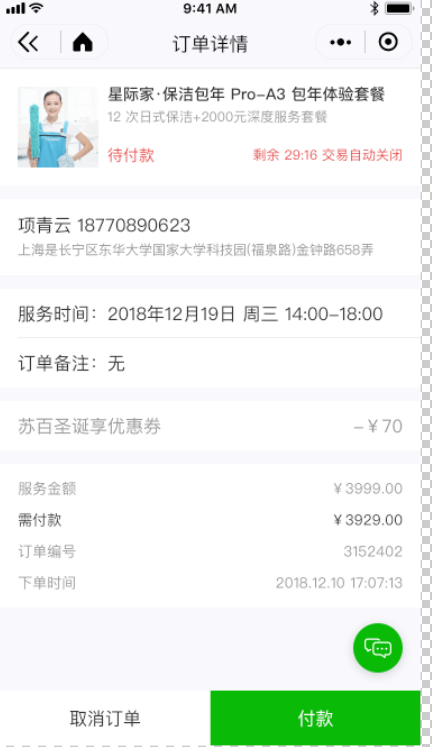 9:41 AM
订单详情
星际家·保洁包年 Pro-A3 包年体验套餐
12 次日式保洁+2000元深度服务套餐
待付款 剩余 29:16 交易自动关闭
项青云 18770890623
上海是长宁区东华大学国家大学科技园(福泉路)金钟路658弄
服务时间：2018年12月19日 周三 14:00-18:00
订单备注：无
苏百圣诞享优惠券 -￥70
服务金额 ￥3999.00
需付款 ￥3929.00
订单编号 3152402
下单时间 2018.12.10 17:07:13
取消订单 付款